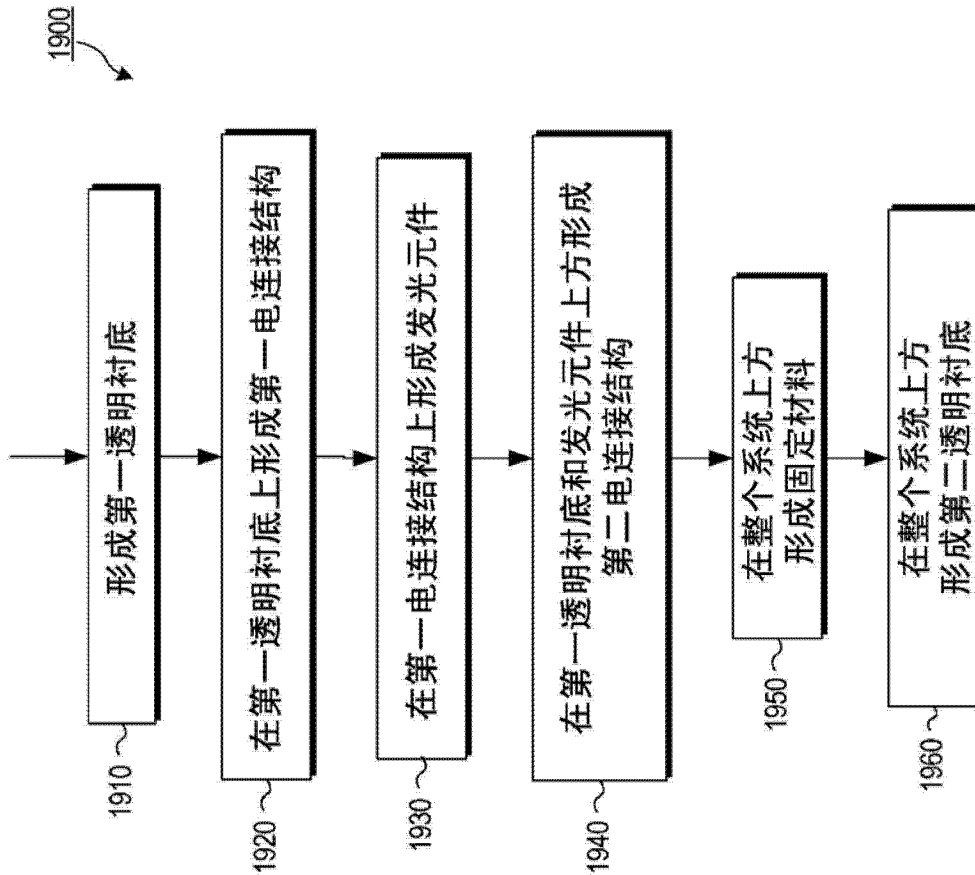 1900
形成第一透明衬底
1910
在第一透明衬底上形成第一电连接结构
1920
在第一电连接结构上形成发光元件
1930
在第一透明衬底和发光元件上方形成
第二电连接结构
1940
在整个系统上方
形成固定材料
1950
在整个系统上方
形成第二透明衬底
1960